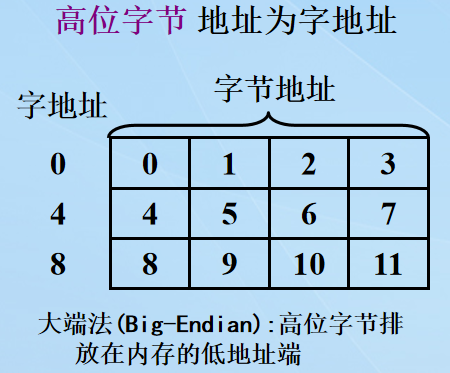 高位字节 地址为字地址
字节地址
字地址
0 0 1 2 3
4 4 5 6 7
8 8 9 10 11
大端法(Big-Endian):高位字节排
放在内存的低地址端